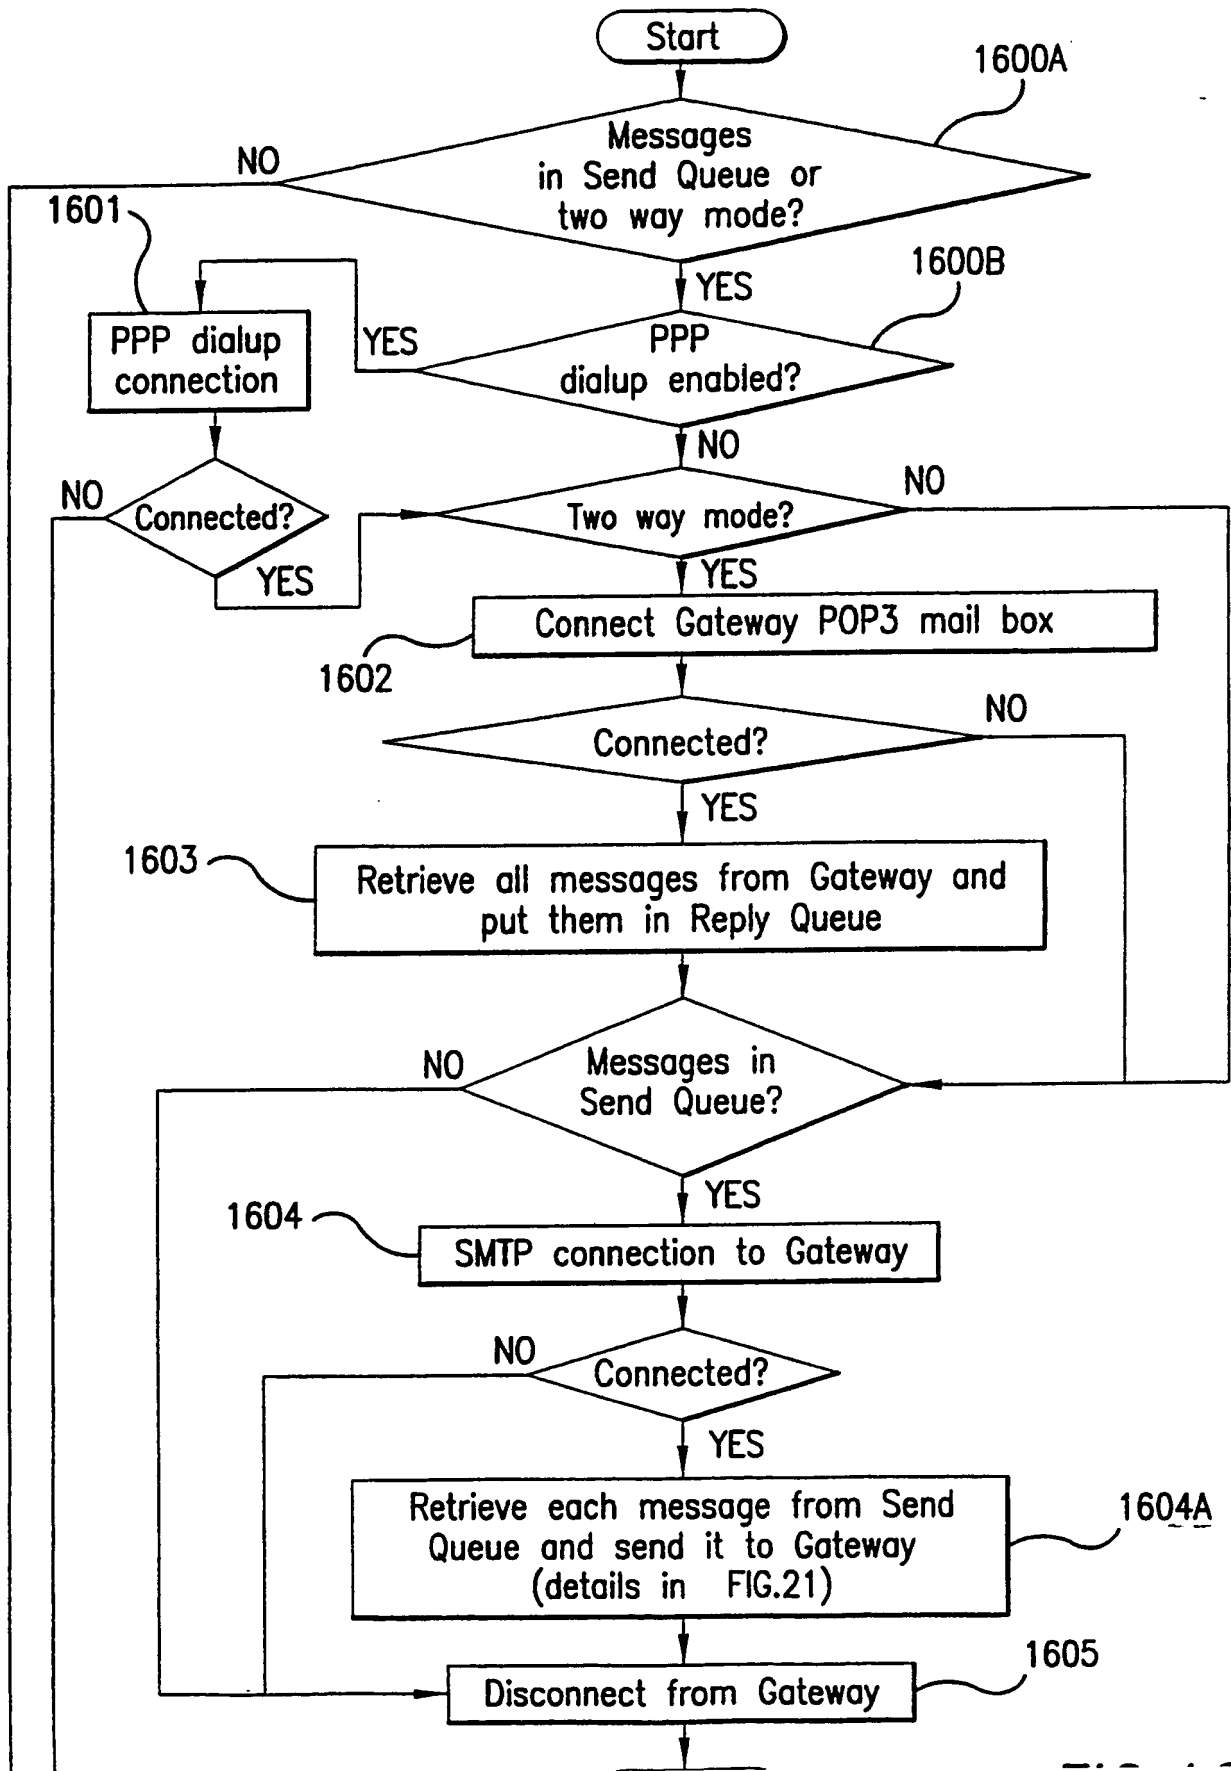 Start
1600A
Messages
in Send Queue or
two way mode?
NO
1601
YES
1600B
PPP dialup
connection
YES
PPP
dialup enabled?
NO
NO
Connected?
YES
Two way mode?
NO
YES
Connect Gateway POP3 mail box
1602
Connected?
NO
YES
1603
Retrieve all messages from Gateway and
put them in Reply Queue
NO
Messages in
Send Queue?
YES
1604
SMTP connection to Gateway
NO
Connected?
YES
Retrieve each message from Send
Queue and send it to Gateway
(details in FIG.21)
1604A
1605
Disconnect from Gateway